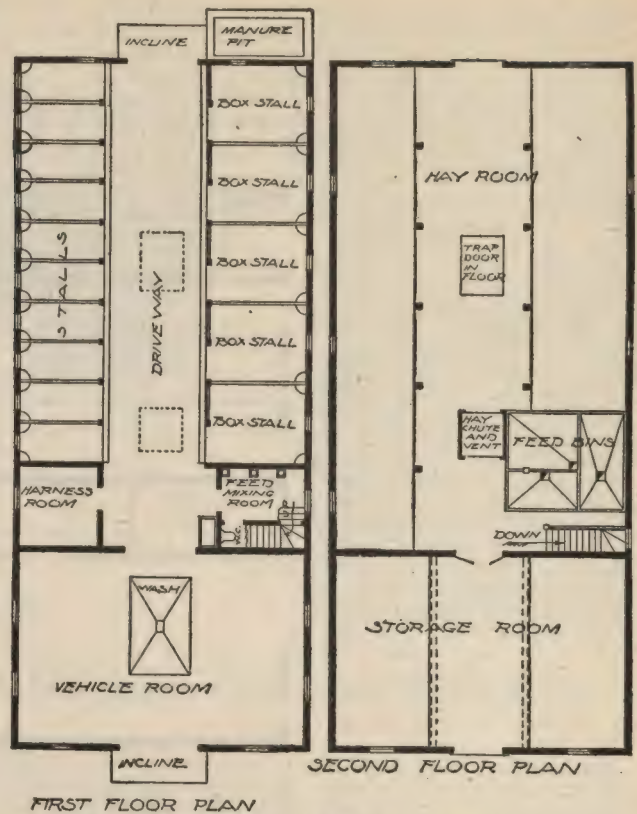 INCLINE
MANURE
PIT
BOX STALL
BOX STALL
BOX STALL
BOX STALL
BOX STALL
STALLS
DRIVEWAY
HARNESS
ROOM
FEED
MIXING
ROOM
UP
W.C.
WASH
VEHICLE ROOM
INCLINE
FIRST FLOOR PLAN
HAY ROOM
TRAP
DOOR
IN
FLOOR
HAY
CHUTE
AND
VENT
FEED BINS
DOWN
STORAGE ROOM
SECOND FLOOR PLAN